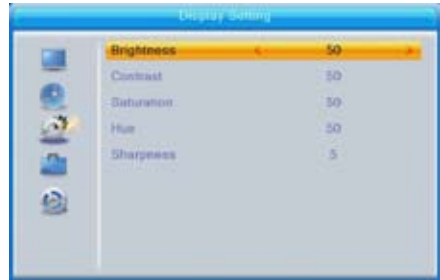 Display Setting
Brightness 50
Contrast 50
Saturation 50
Hue 50
Sharpness 5